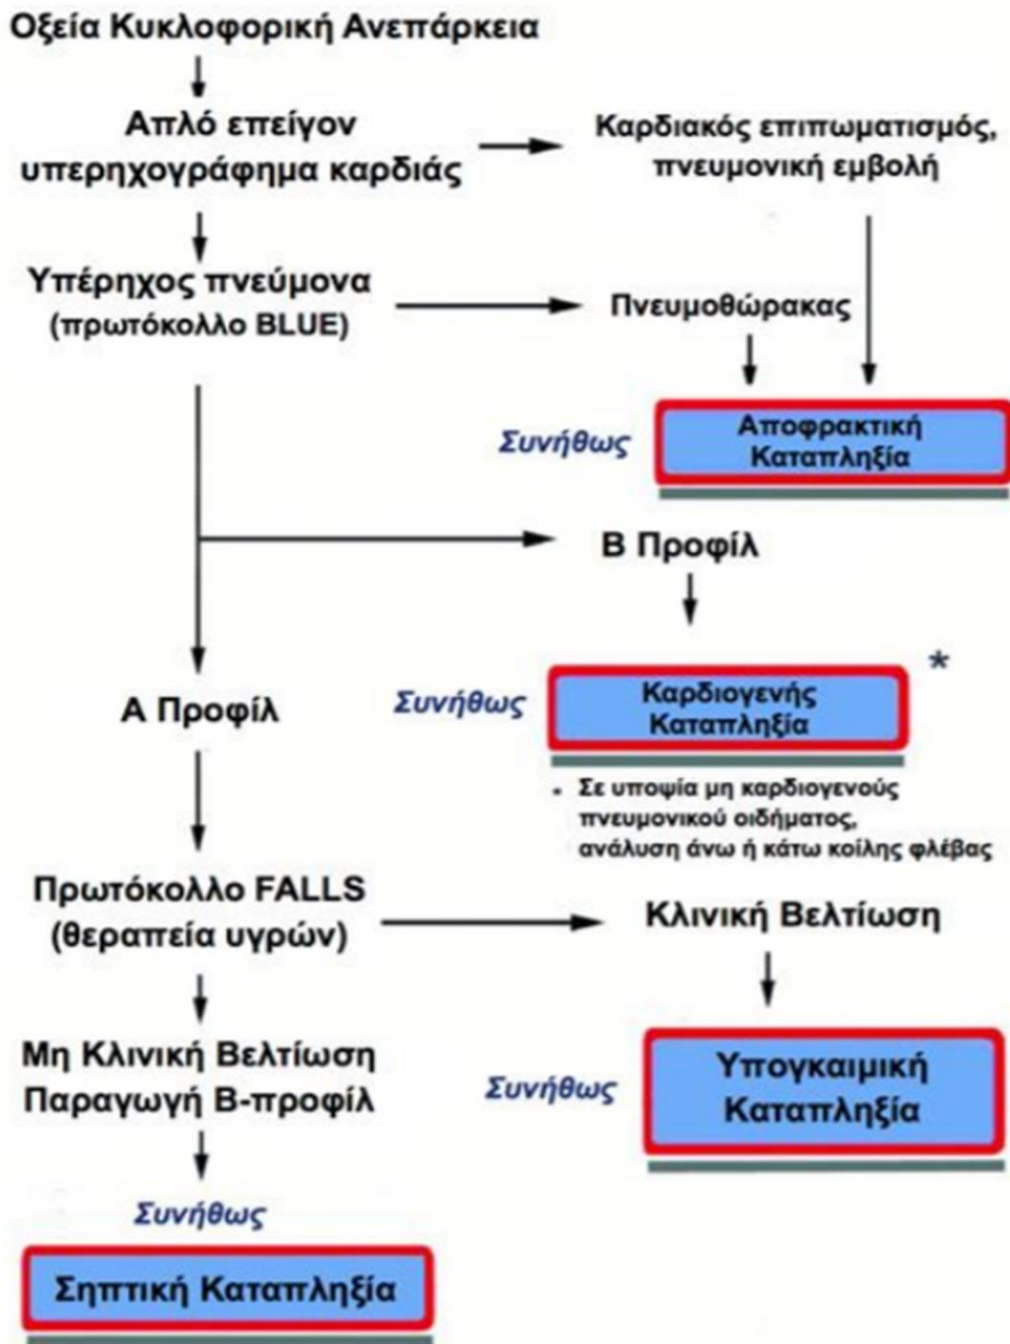 Οξεία Κυκλοφορική Ανεπάρκεια
Απλό επείγον
υπερηχογράφημα καρδιάς
Καρδιακός επιπωματισμός,
πνευμονική εμβολή
Υπέρηχος πνεύμονα
(πρωτόκολλο BLUE)
Πνευμοθώρακας
Συνήθως
Αποφρακτική
Καταπληξία
Β Προφίλ
Α Προφίλ
Συνήθως
Καρδιογενής
Καταπληξία
*
• Σε υποψία μη καρδιογενούς
πνευμονικού οιδήματος,
ανάλυση άνω ή κάτω κοίλης φλέβας
Πρωτόκολλο FALLS
(θεραπεία υγρών)
Κλινική Βελτίωση
Μη Κλινική Βελτίωση
Παραγωγή Β-προφίλ
Συνήθως
Υπογκαιμική
Καταπληξία
Συνήθως
Σηπτική Καταπληξία